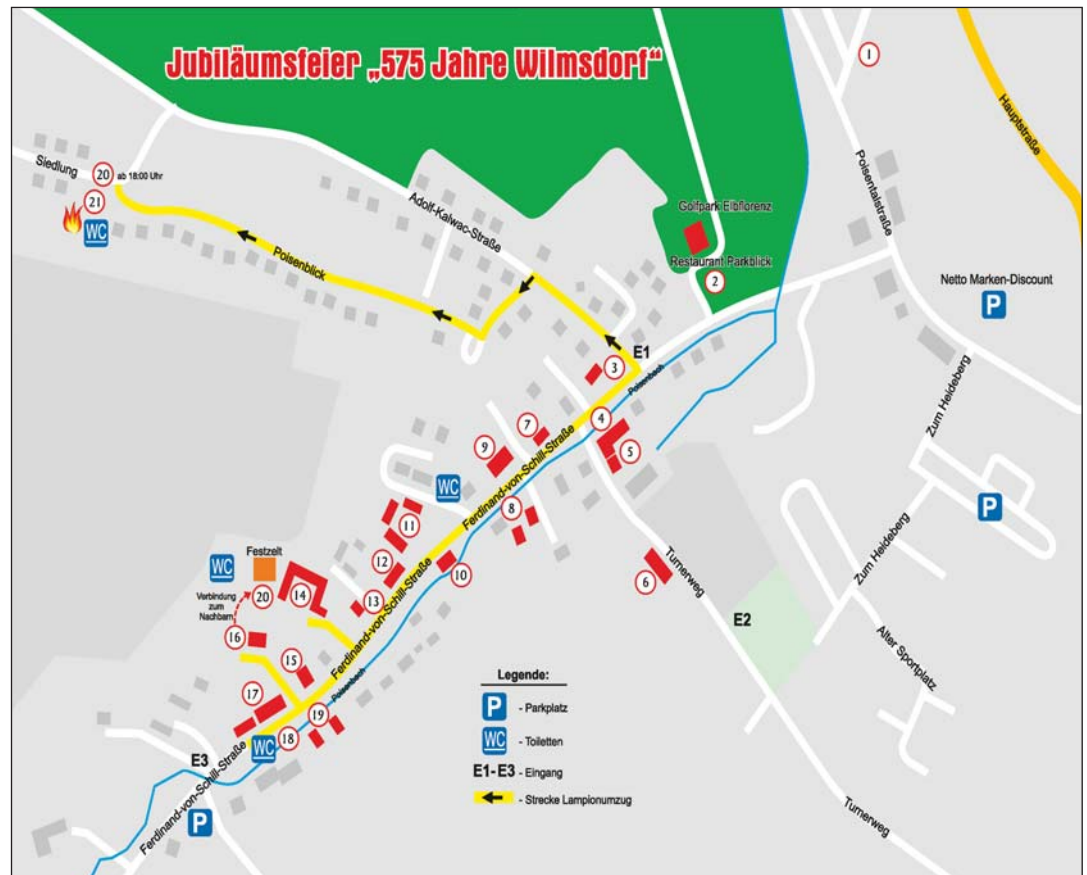 Jubiläumsfeier „575 Jahre Wilmsdorf“
1
Hauptstraße
Siedlung
20
ab 18:00 Uhr
21
WC
Adolf-Kalwac-Straße
Poisentalstraße
Golfpark Elbflorenz
Restaurant Parkblick
2
Poisenblick
Netto Marken-Discount
P
E1
3
Poisenbach
Zum Heideberg
4
7
5
Ferdinand-von-Schill-Straße
9
WC
8
P
11
Zum Heideberg
12
10
6
Turnerweg
Festzelt
WC
20
14
13
Verbindung
zum
Nachbarn
16
Ferdinand-von-Schill-Straße
E2
Alter Sportplatz
15
17
Poisenbach
19
18
WC
E3
Ferdinand-von-Schill-Straße
P
Turnerweg
Legende:
P - Parkplatz
WC - Toiletten
E1-E3 - Eingang
- Strecke Lampionumzug